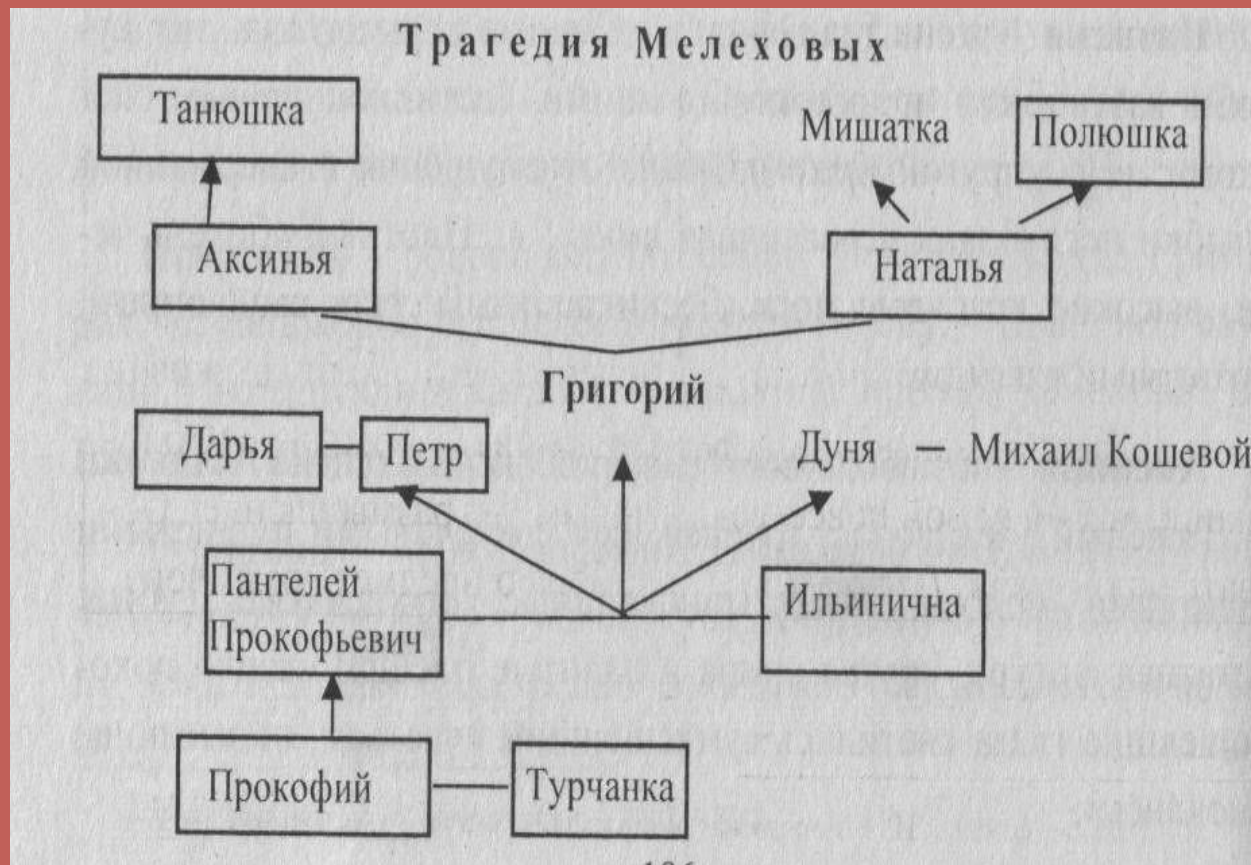 Трагедия Мелеховых
Танюшка
Мишатка
Полюшка
Аксинья
Наталья
Григорий
Дарья — Петр
Дуня — Михаил Кошевой
Пантелей
Прокофьевич
Ильинична
Прокофий
Турчанка